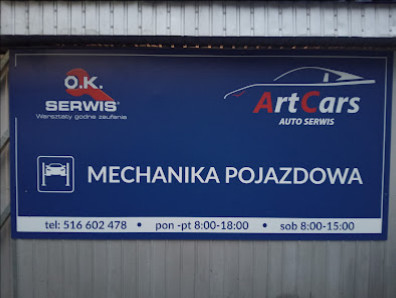 O.K.
SERWIS®
Warsztaty godne zaufania
ArtCars
AUTO SERWIS
MECHANIKA POJAZDOWA
tel: 516 602 478 • pon -pt 8:00-18:00 • sob 8:00-15:00